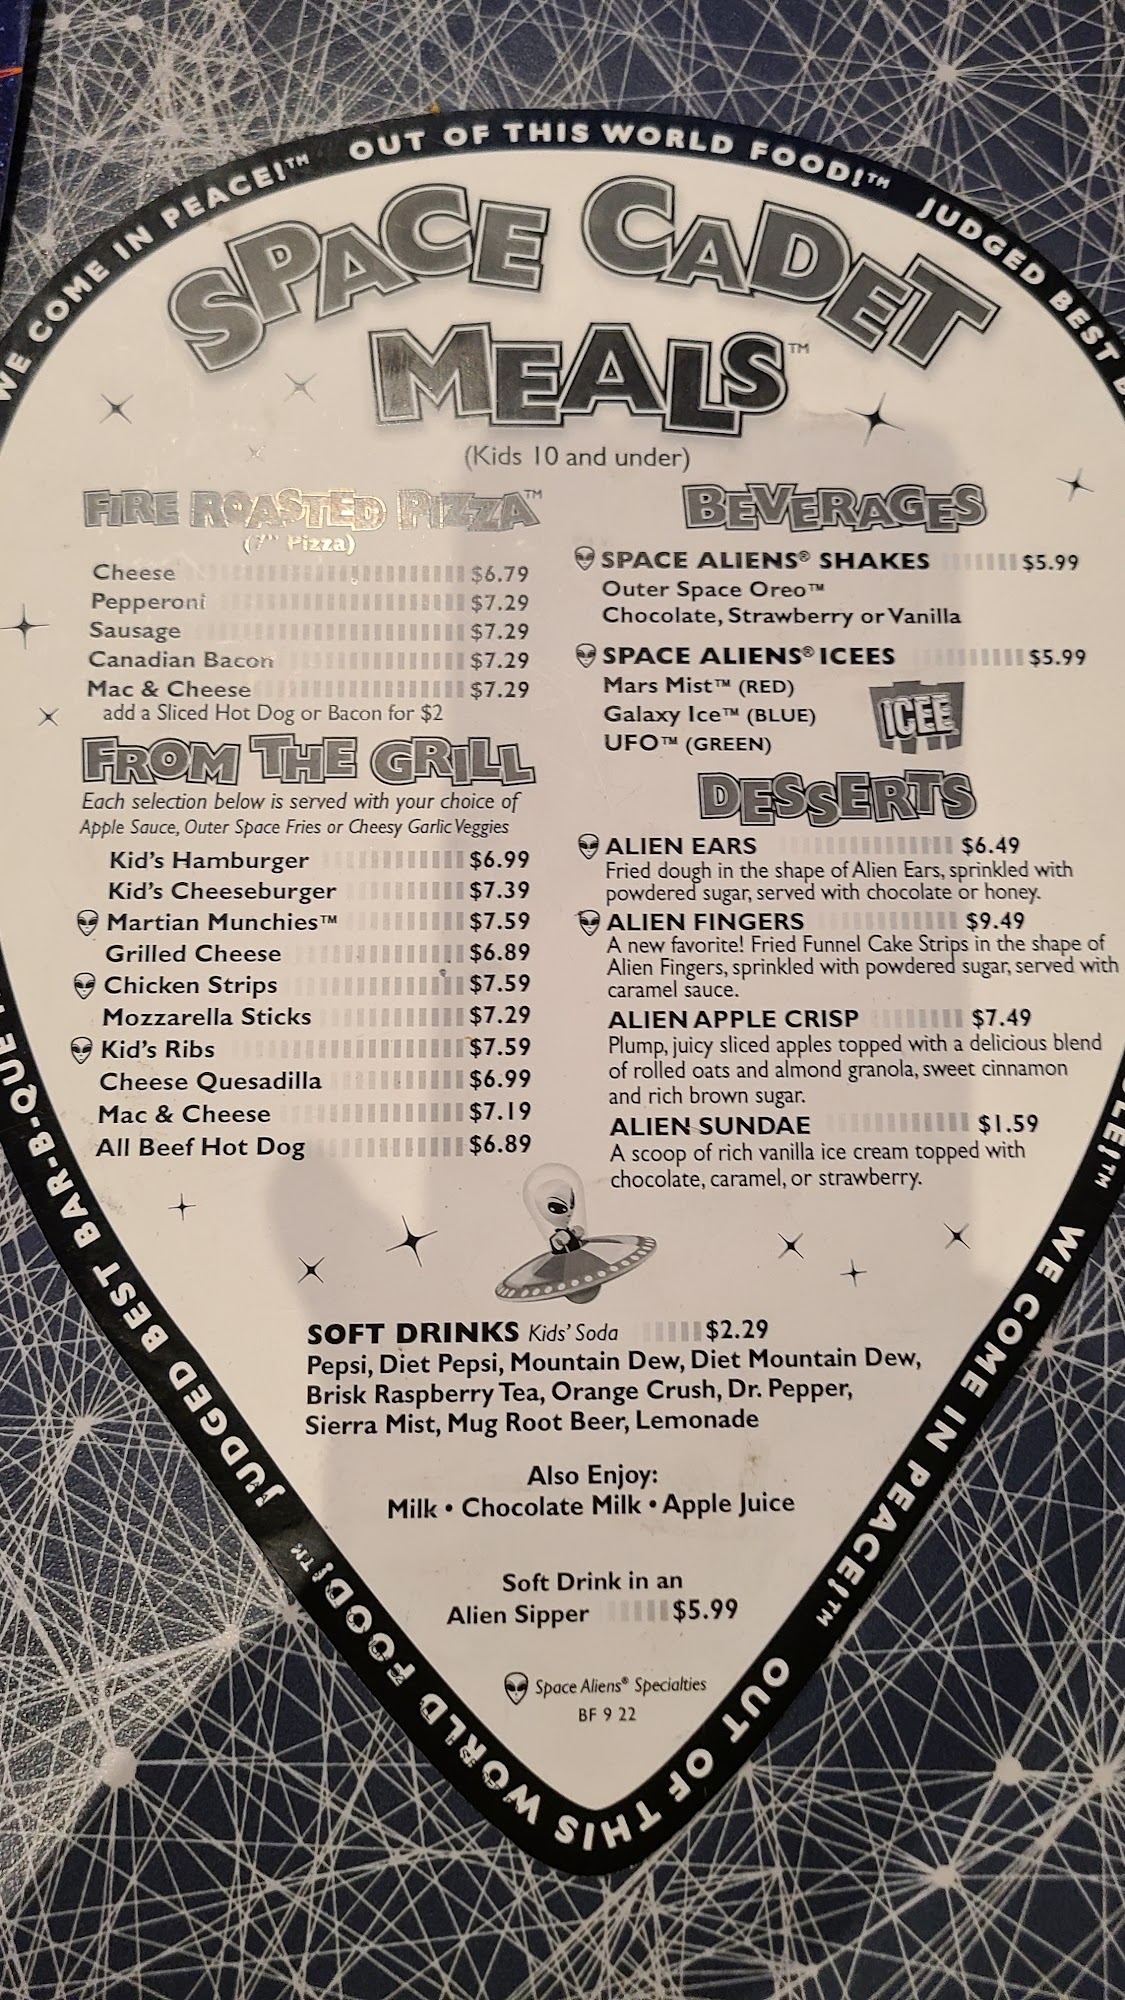 WE COME IN PEACE!™ OUT OF THIS WORLD FOOD!™ JUDGED BEST
SPACE CADET
MEALS™
(Kids 10 and under)
FIRE ROASTED PIZZA™
(7" Pizza)
Cheese $6.79
Pepperoni $7.29
Sausage $7.29
Canadian Bacon $7.29
Mac & Cheese $7.29
add a Sliced Hot Dog or Bacon for $2
FROM THE GRILL
Each selection below is served with your choice of
Apple Sauce, Outer Space Fries or Cheesy Garlic Veggies
Kid's Hamburger $6.99
Kid's Cheeseburger $7.39
Martian Munchies™ $7.59
Grilled Cheese $6.89
Chicken Strips $7.59
Mozzarella Sticks $7.29
Kid's Ribs $7.59
Cheese Quesadilla $6.99
Mac & Cheese $7.19
All Beef Hot Dog $6.89
BEVERAGES
SPACE ALIENS® SHAKES $5.99
Outer Space Oreo™
Chocolate, Strawberry or Vanilla
SPACE ALIENS® ICEES $5.99
Mars Mist™ (RED)
Galaxy Ice™ (BLUE)
UFO™ (GREEN)
ICEE
DESSERTS
ALIEN EARS $6.49
Fried dough in the shape of Alien Ears, sprinkled with
powdered sugar, served with chocolate or honey.
ALIEN FINGERS $9.49
A new favorite! Fried Funnel Cake Strips in the shape of
Alien Fingers, sprinkled with powdered sugar, served with
caramel sauce.
ALIEN APPLE CRISP $7.49
Plump, juicy sliced apples topped with a delicious blend
of rolled oats and almond granola, sweet cinnamon
and rich brown sugar.
ALIEN SUNDAE $1.59
A scoop of rich vanilla ice cream topped with
chocolate, caramel, or strawberry.
SOFT DRINKS Kids' Soda $2.29
Pepsi, Diet Pepsi, Mountain Dew, Diet Mountain Dew,
Brisk Raspberry Tea, Orange Crush, Dr. Pepper,
Sierra Mist, Mug Root Beer, Lemonade
Also Enjoy:
Milk • Chocolate Milk • Apple Juice
Soft Drink in an
Alien Sipper $5.99
Space Aliens® Specialties
BF 9 22
WE COME IN PEACE!™ OUT OF THIS WORLD FOOD!™ JUDGED BEST BAR-B-QUE